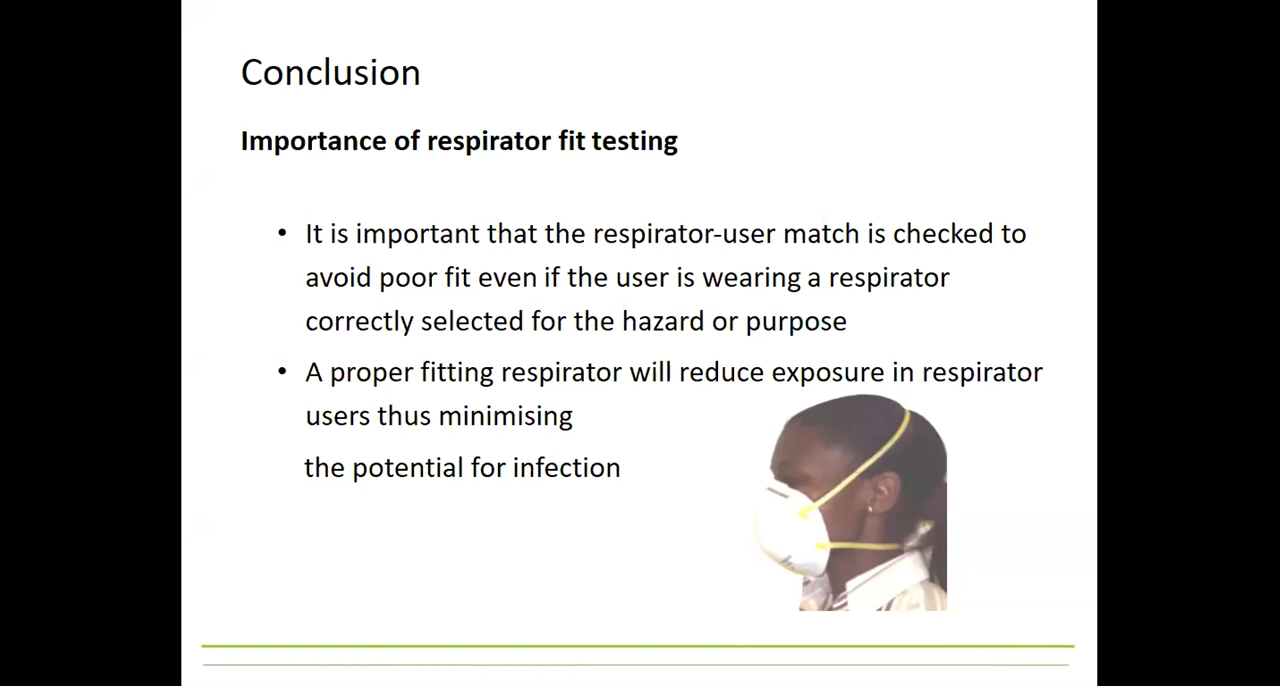 Conclusion
Importance of respirator fit testing
• It is important that the respirator-user match is checked to
avoid poor fit even if the user is wearing a respirator
correctly selected for the hazard or purpose
• A proper fitting respirator will reduce exposure in respirator
users thus minimising
the potential for infection